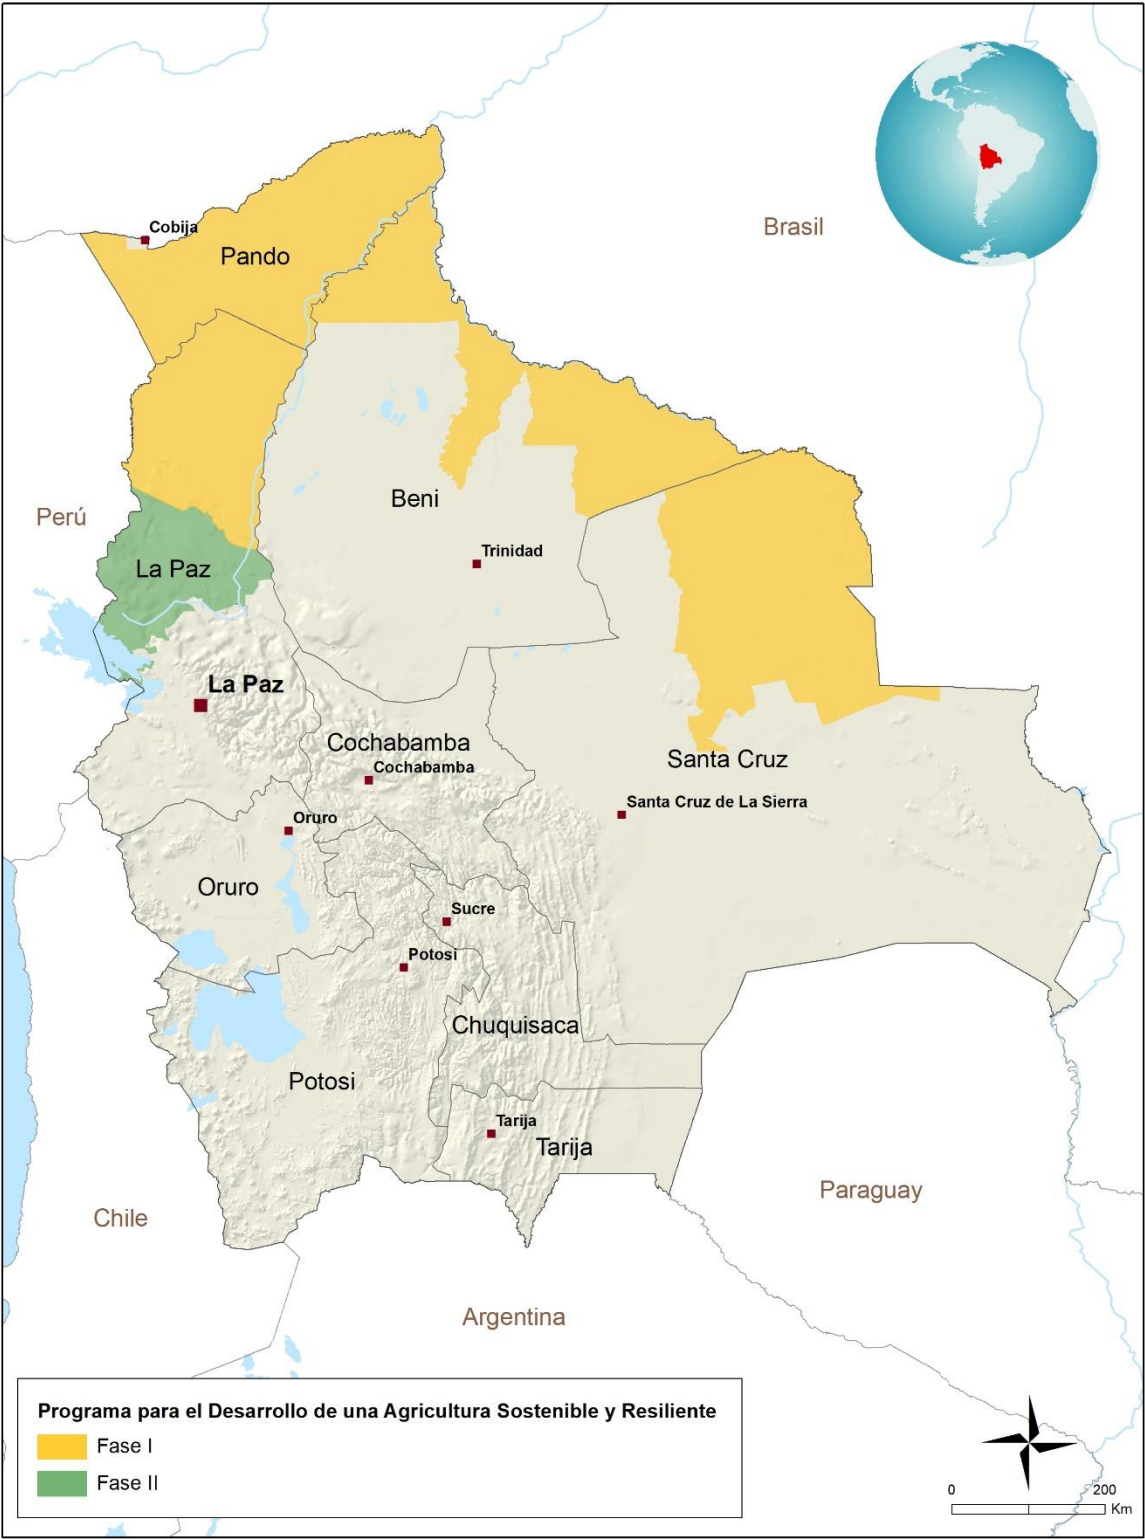 Cobija
Pando
Brasil
Beni
Perú
Trinidad
La Paz
La Paz
Cochabamba
Cochabamba
Santa Cruz
Santa Cruz de La Sierra
Oruro
Oruro
Sucre
Potosi
Chuquisaca
Potosi
Tarija
Tarija
Paraguay
Chile
Argentina
Programa para el Desarrollo de una Agricultura Sostenible y Resiliente
Fase I
Fase II
0 200
Km